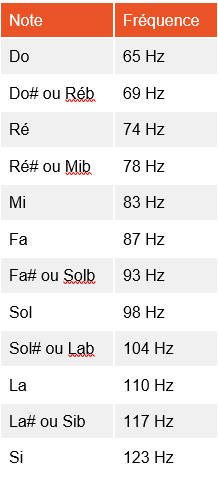 Note Fréquence
Do 65 Hz
Do# ou Réb 69 Hz
Ré 74 Hz
Ré# ou Mib 78 Hz
Mi 83 Hz
Fa 87 Hz
Fa# ou Solb 93 Hz
Sol 98 Hz
Sol# ou Lab 104 Hz
La 110 Hz
La# ou Sib 117 Hz
Si 123 Hz